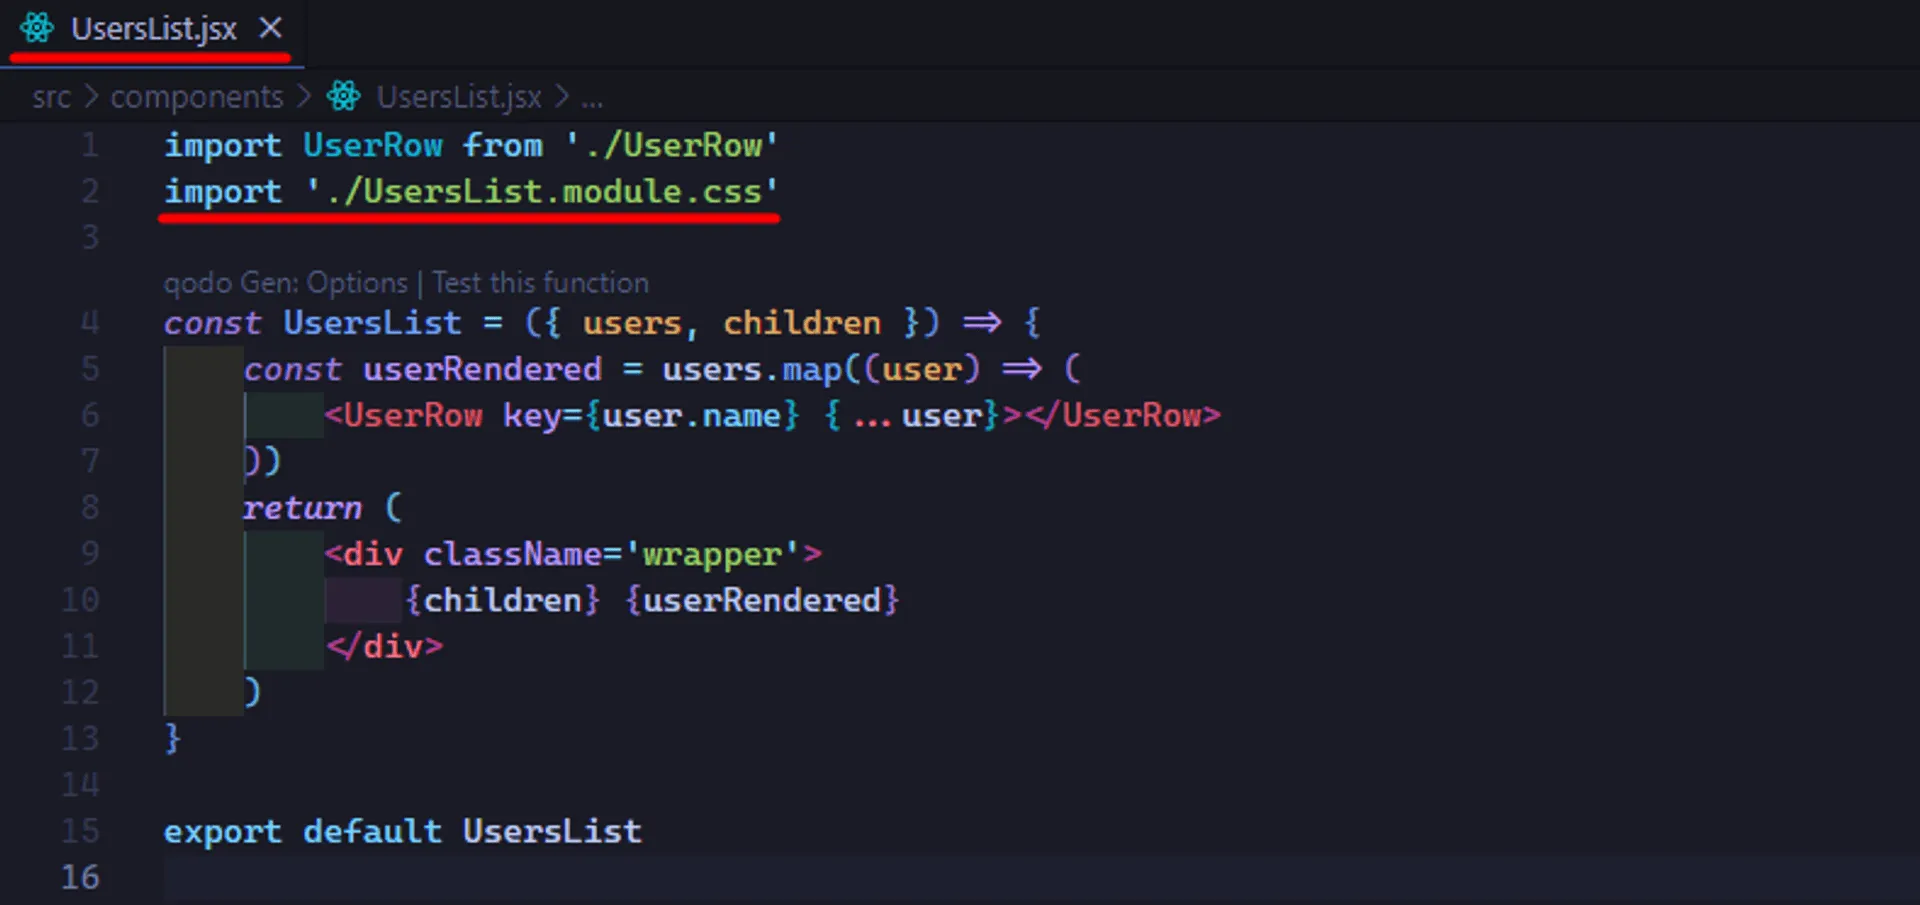 UsersList.jsx ×
src > components > UsersList.jsx > ...
1 import UserRow from './UserRow'
2 import './UsersList.module.css'
3
qodo Gen: Options | Test this function
4 const UsersList = ({ users, children }) => {
5 const userRendered = users.map((user) => (
6 <UserRow key={user.name} {...user}></UserRow>
7 ))
8 return (
9 <div className='wrapper'>
10 {children} {userRendered}
11 </div>
12 )
13 }
14
15 export default UsersList
16